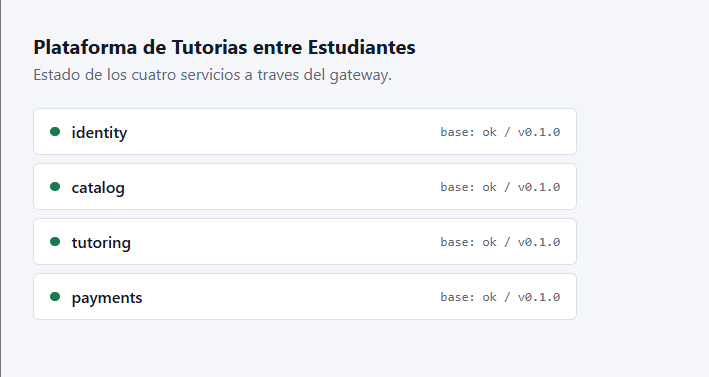 Plataforma de Tutorias entre Estudiantes
Estado de los cuatro servicios a traves del gateway.
identity base: ok / v0.1.0
catalog base: ok / v0.1.0
tutoring base: ok / v0.1.0
payments base: ok / v0.1.0